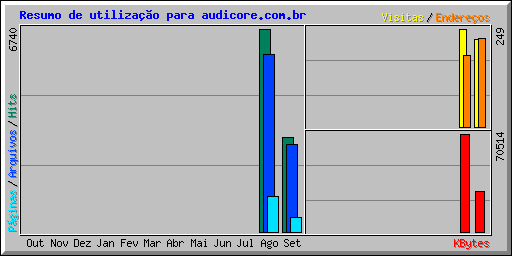 Resumo de utilização para audicore.com.br
Visitas/Endereços
6740
249
70514
Páginas/Arquivos/Hits
Out Nov Dez Jan Fev Mar Abr Mai Jun Jul Ago Set
KBytes